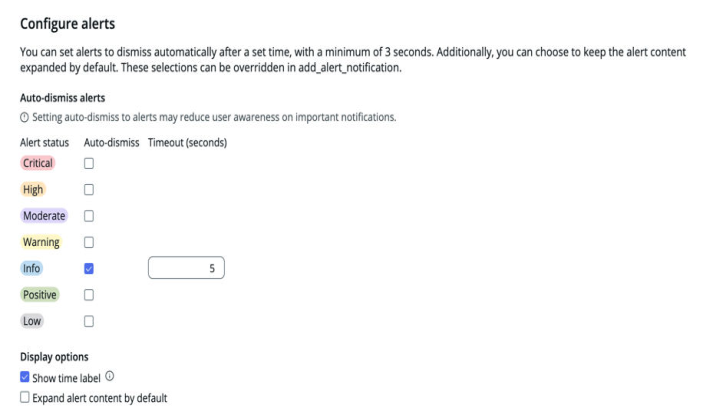 Configure alerts
You can set alerts to dismiss automatically after a set time, with a minimum of 3 seconds. Additionally, you can choose to keep the alert content
expanded by default. These selections can be overridden in add_alert_notification.
Auto-dismiss alerts
Setting auto-dismiss to alerts may reduce user awareness on important notifications.
Alert status Auto-dismiss Timeout (seconds)
Critical
High
Moderate
Warning
Info 5
Positive
Low
Display options
Show time label
Expand alert content by default